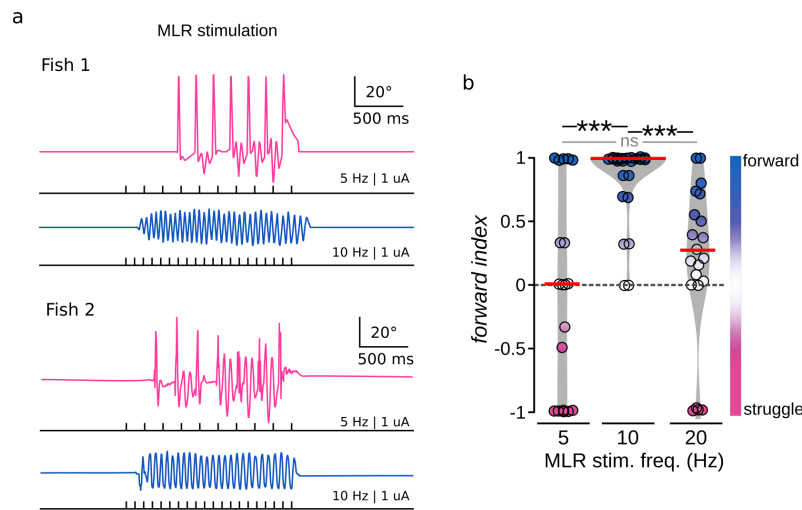 a
MLR stimulation
Fish 1
20°
500 ms
5 Hz | 1 uA
10 Hz | 1 uA
Fish 2
20°
500 ms
5 Hz | 1 uA
10 Hz | 1 uA
b
*** ***
ns
1
0.5
0
-0.5
-1
forward index
forward
struggle
5 10 20
MLR stim. freq. (Hz)